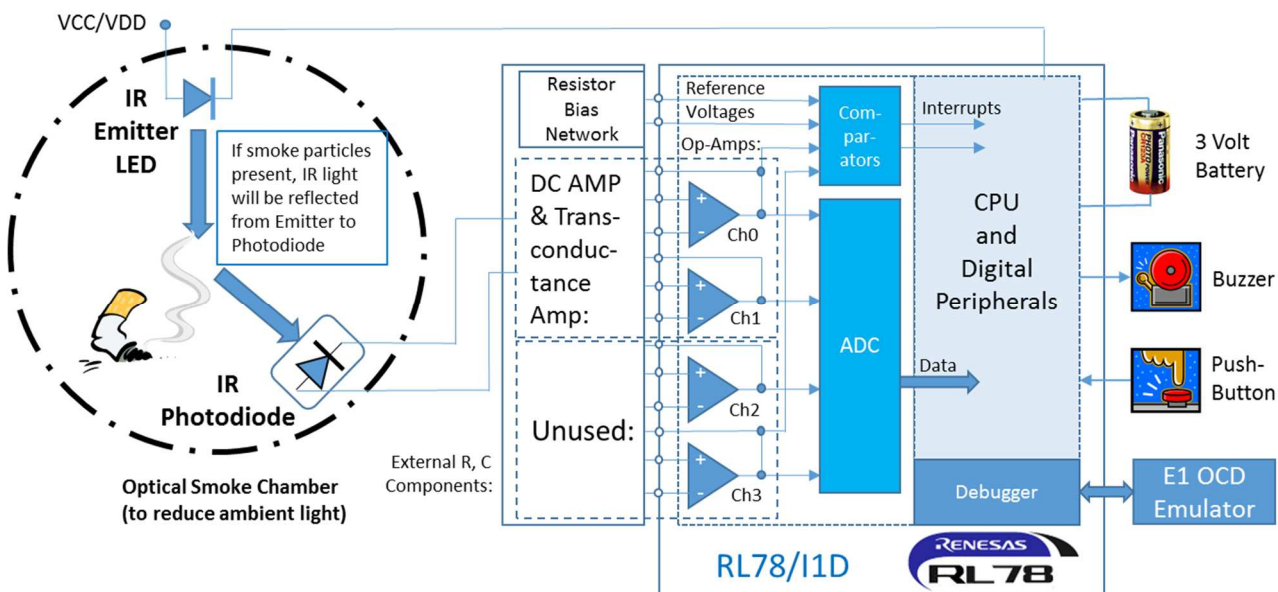 VCC/VDD
IR
Emitter
LED
If smoke particles
present, IR light
will be reflected
from Emitter to
Photodiode
IR
Photodiode
Optical Smoke Chamber
(to reduce ambient light)
Resistor
Bias
Network
DC AMP
& Trans-
conduc-
tance
Amp:
Unused:
External R, C
Components:
Reference
Voltages
Op-Amps:
+
-
Ch0
+
-
Ch1
+
-
Ch2
+
-
Ch3
Com-
par-
ators
ADC
Interrupts
CPU
and
Digital
Peripherals
Data
Debugger
RL78/I1D
RENESAS
RL78
Panasonic
3 Volt
Battery
Buzzer
Push-
Button
E1 OCD
Emulator